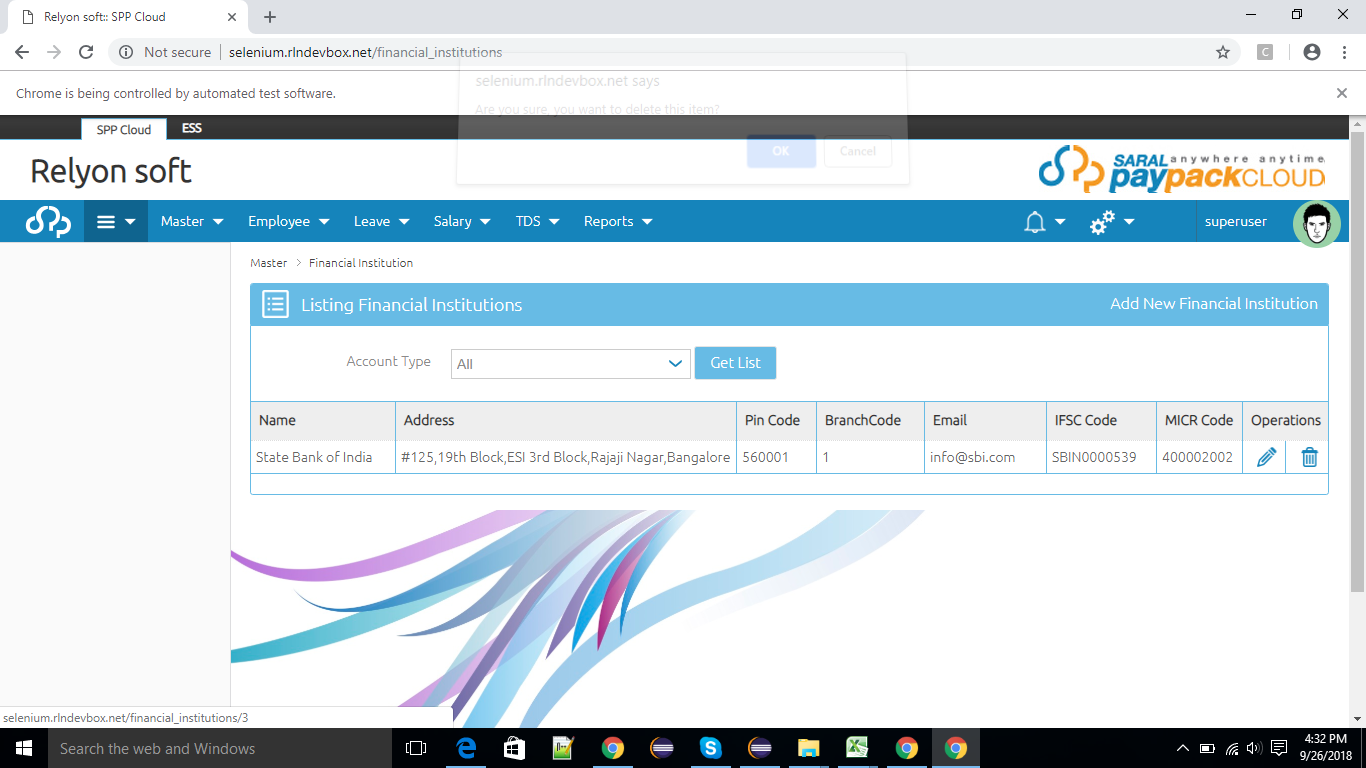 Relyon soft:: SPP Cloud
Not secure selenium.rlndevbox.net/financial_institutions
C
selenium.rlndevbox.net says
Are you sure, you want to delete this item?
OK Cancel
Chrome is being controlled by automated test software.
SPP Cloud ESS
Relyon soft
SARAL anywhere anytime
paypackCLOUD
Master Employee Leave Salary TDS Reports superuser
Master > Financial Institution
Listing Financial Institutions Add New Financial Institution
Account Type All Get List
Name Address Pin Code BranchCode Email IFSC Code MICR Code Operations
State Bank of India #125,19th Block,ESI 3rd Block,Rajaji Nagar,Bangalore 560001 1 info@sbi.com SBIN0000539 400002002
selenium.rlndevbox.net/financial_institutions/3
Search the web and Windows
4:32 PM
9/26/2018